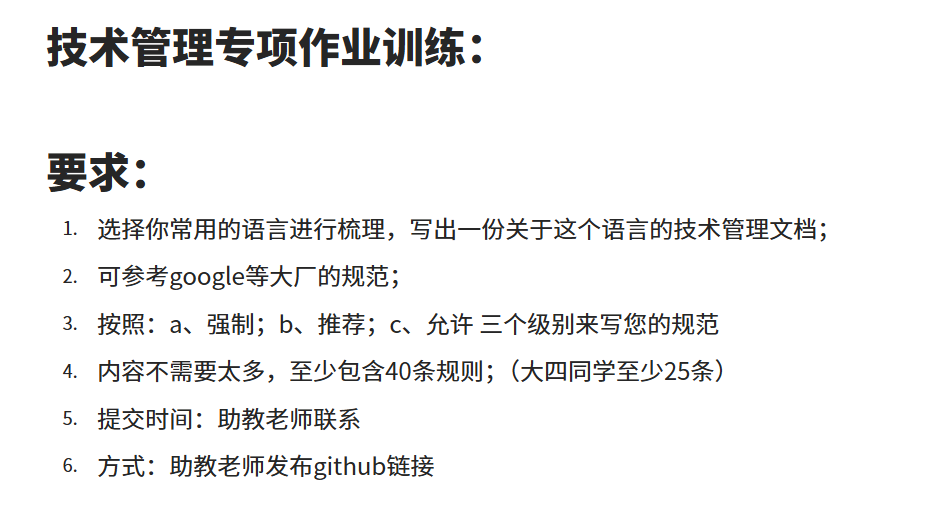 技术管理专项作业训练：
要求：
1. 选择你常用的语言进行梳理，写出一份关于这个语言的技术管理文档；
2. 可参考google等大厂的规范；
3. 按照：a、强制；b、推荐；c、允许 三个级别来写您的规范
4. 内容不需要太多，至少包含40条规则；（大四同学至少25条）
5. 提交时间：助教老师联系
6. 方式：助教老师发布github链接